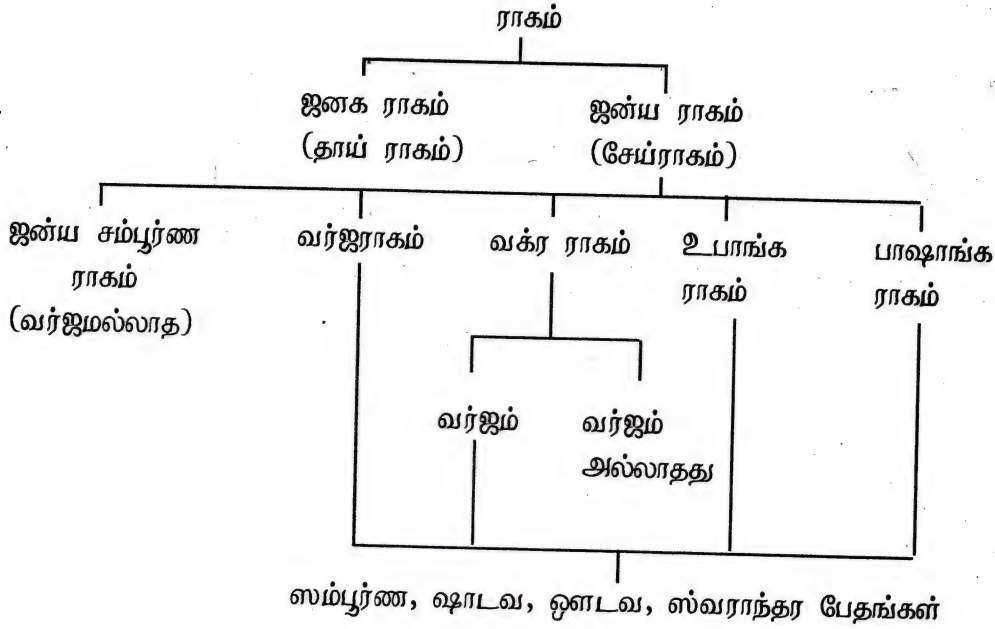 ராகம்
ஜனக ராகம்
(தாய் ராகம்)
ஜன்ய ராகம்
(சேய்ராகம்)
ஜன்ய சம்பூர்ண
ராகம்
(வர்ஜமல்லாத)
வர்ஜராகம்
வக்ர ராகம்
உபாங்க
ராகம்
பாஷாங்க
ராகம்
வர்ஜம்
வர்ஜம்
அல்லாதது
ஸம்பூர்ண, ஷாடவ, ஔடவ, ஸ்வராந்தர பேதங்கள்